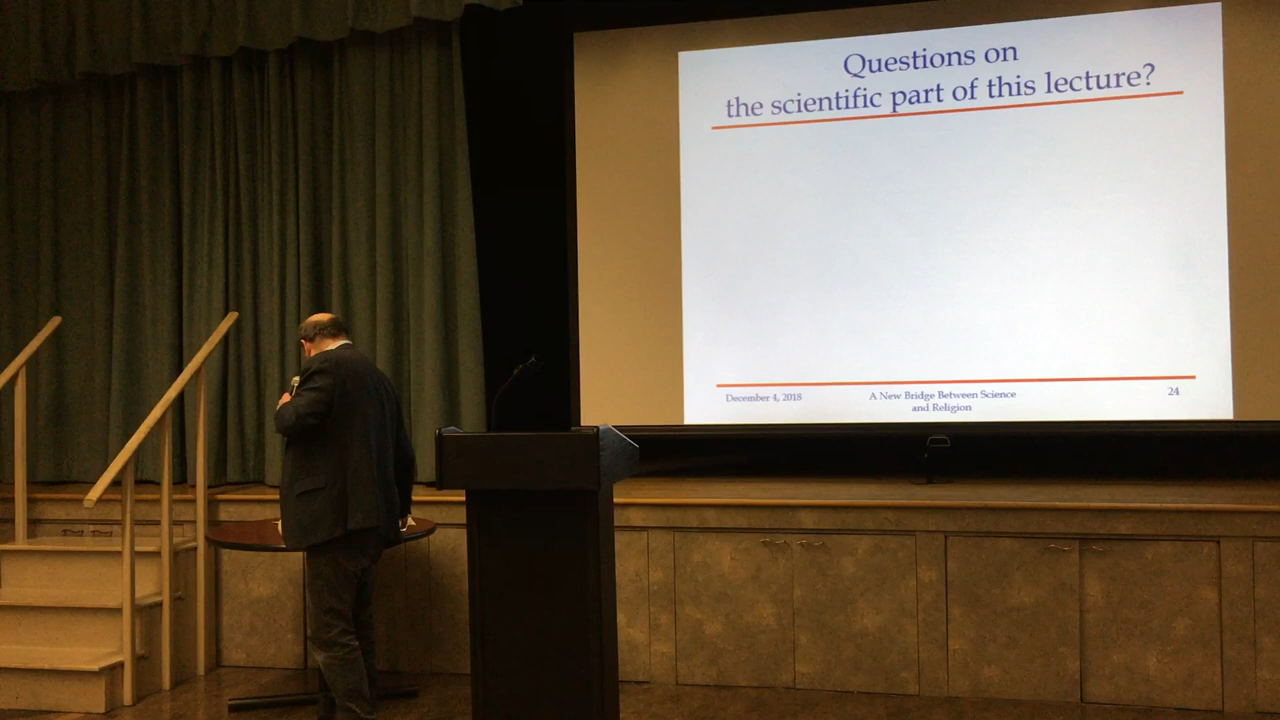 Questions on
the scientific part of this lecture?
December 4, 2018
A New Bridge Between Science
and Religion
24